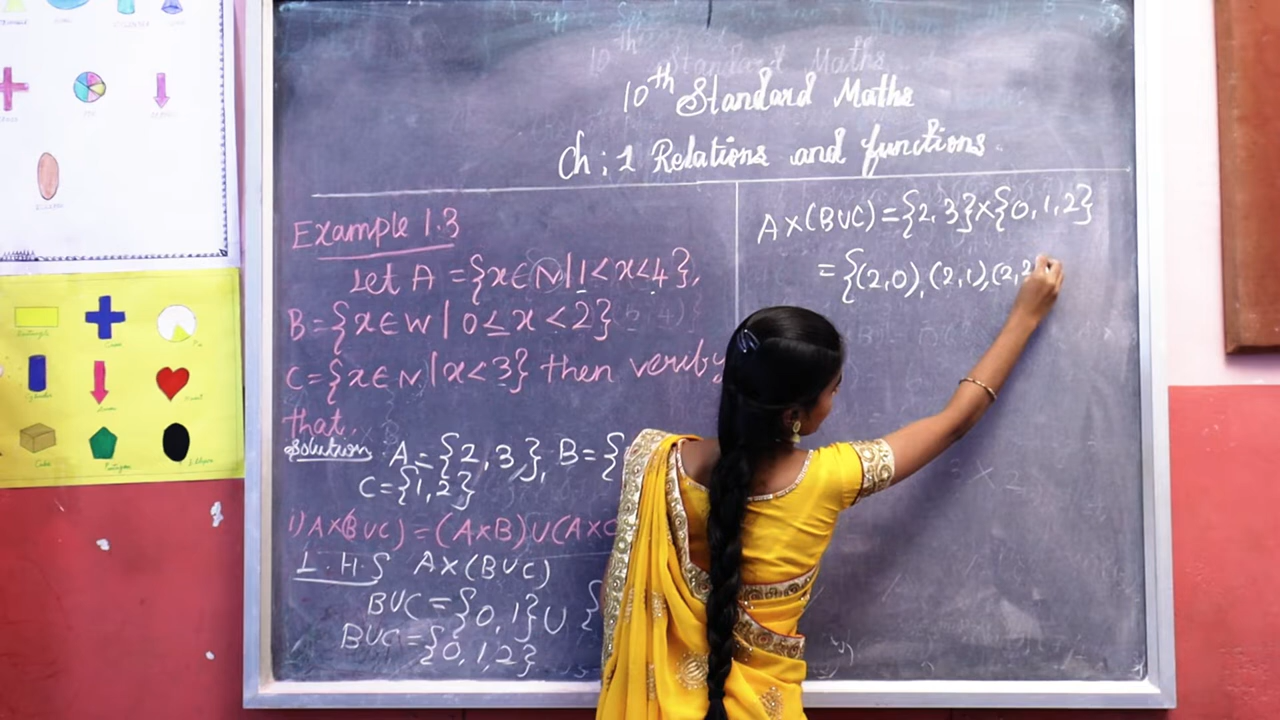 10th Standard Maths
Ch : 1 Relations and functions
Example 1.3
Let A = {x∈N|1<x<4},
B={x∈W|0≤x<2}
C={x∈N|x<3} then verify
that.
Solution A={2,3}, B={
C={1,2}
i) A×(B∪C)=(A×B)∪(A×C
L.H.S A×(B∪C)
B∪C={0,1}∪{
B∪C={0,1,2}
A×(B∪C)={2,3}×{0,1,2}
={(2,0),(2,1),(2,2